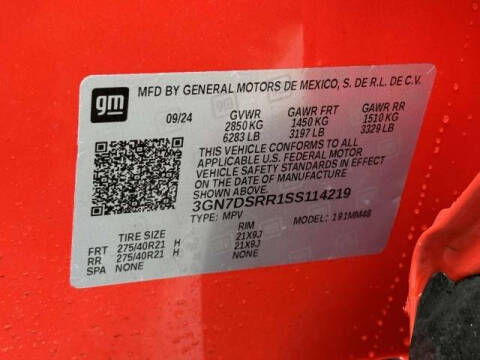 gm
MFD BY GENERAL MOTORS DE MEXICO, S. DE R.L. DE C.V.
09/24 GVWR GAWR FRT GAWR RR
2850 KG 1450 KG 1510 KG
6283 LB 3197 LB 3329 LB
THIS VEHICLE CONFORMS TO ALL
APPLICABLE U.S. FEDERAL MOTOR
VEHICLE SAFETY STANDARDS IN EFFECT
ON THE DATE OF MANUFACTURE
SHOWN ABOVE.
3GN7DSRR1SS114219
TYPE: MPV MODEL: 191MM48
TIRE SIZE RIM
FRT 275/40R21 H 21X9J
RR 275/40R21 H 21X9J
SPA NONE NONE